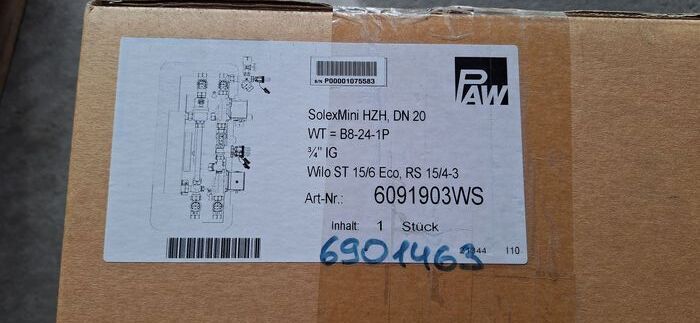 S/N P00001075583
PAW
SolexMini HZH, DN 20
WT = B8-24-1P
¾" IG
Wilo ST 15/6 Eco, RS 15/4-3
Art-Nr.: 6091903WS
Inhalt: 1 Stück
21344 I10
6901463